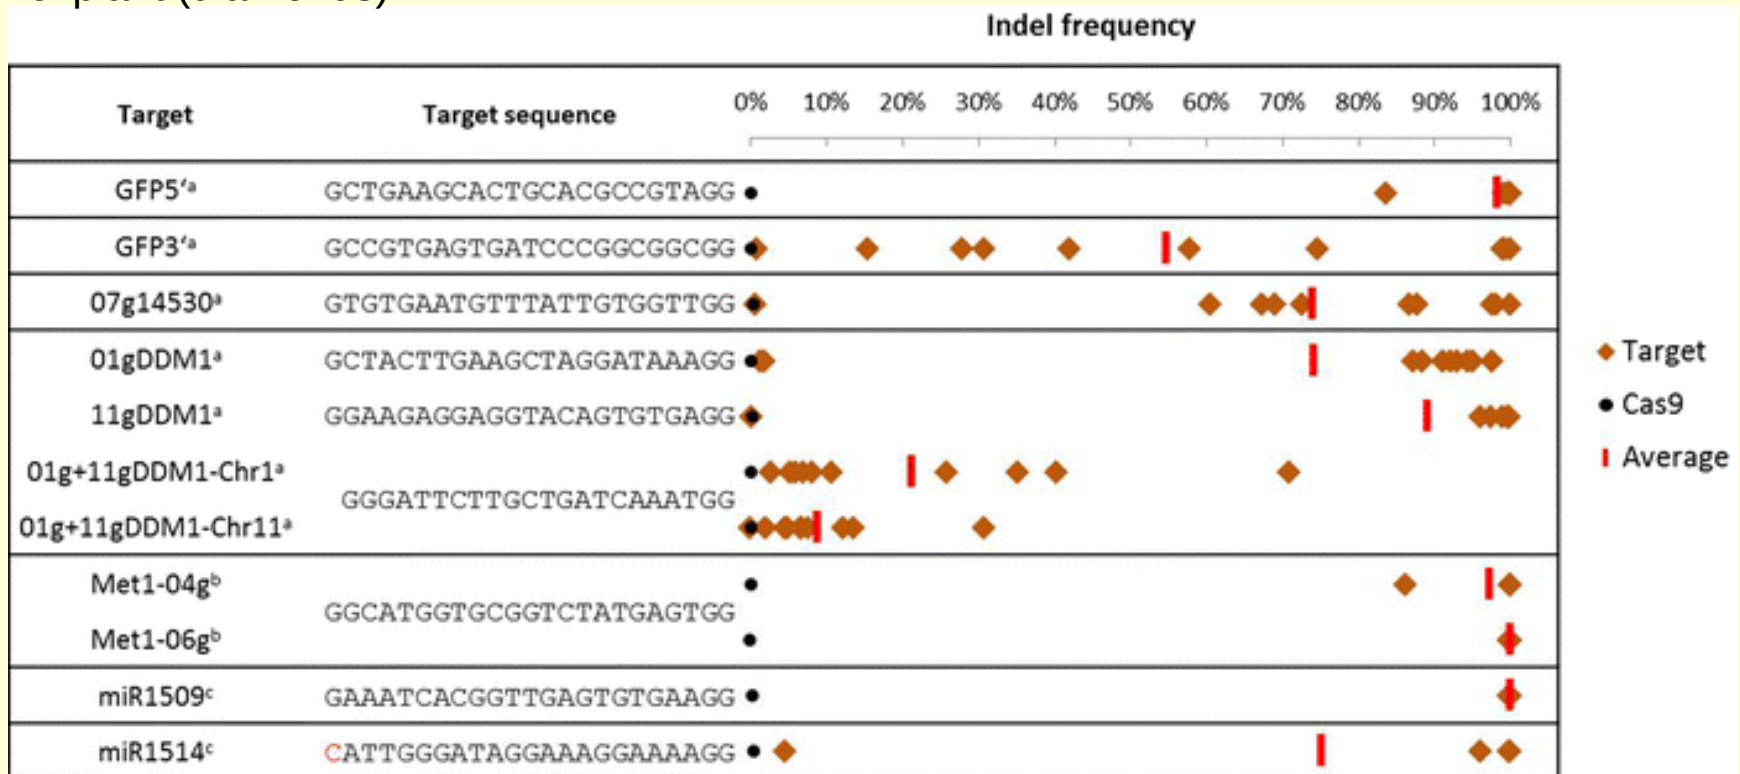 Indel frequency
Target Target sequence 0% 10% 20% 30% 40% 50% 60% 70% 80% 90% 100%
GFP5‘ᵃ GCTGAAGCACTGCACGCCGTAGG
GFP3‘ᵃ GCCGTGAGTGATCCCGGCGGCGG
07g14530ᵃ GTGTGAATGTTTATTGTGGTTGG
01gDDM1ᵃ GCTACTTGAAGCTAGGATAAAGG
11gDDM1ᵃ GGAAGAGGAGGTACAGTGTGAGG
01g+11gDDM1-Chr1ᵃ
GGGATTCTTGCTGATCAAATGG
01g+11gDDM1-Chr11ᵃ
Met1-04gᵇ
GGCATGGTGCGGTCTATGAGTGG
Met1-06gᵇ
miR1509ᶜ GAAATCACGGTTGAGTGTGAAGG
miR1514ᶜ CATTGGGATAGGAAAGGAAAAGG
Target
Cas9
Average